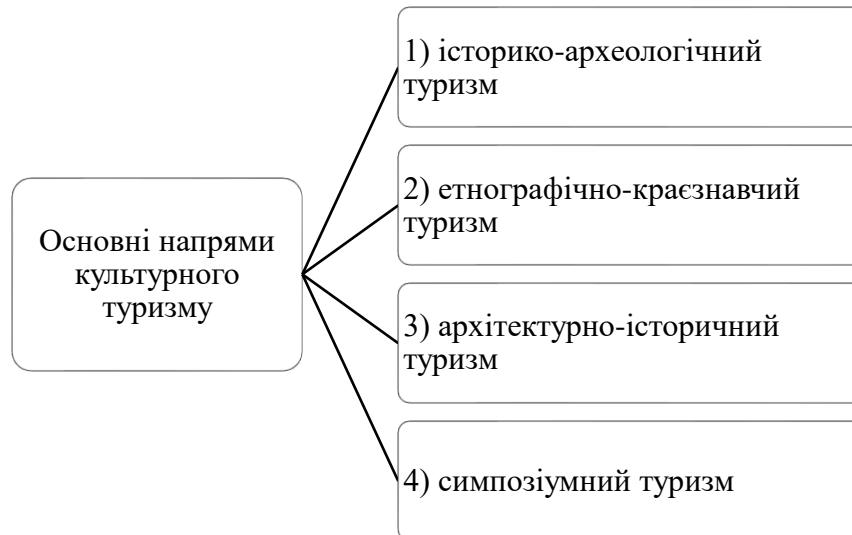 Основні напрями
культурного
туризму
1) історико-археологічний
туризм
2) етнографічно-краєзнавчий
туризм
3) архітектурно-історичний
туризм
4) симпозіумний туризм